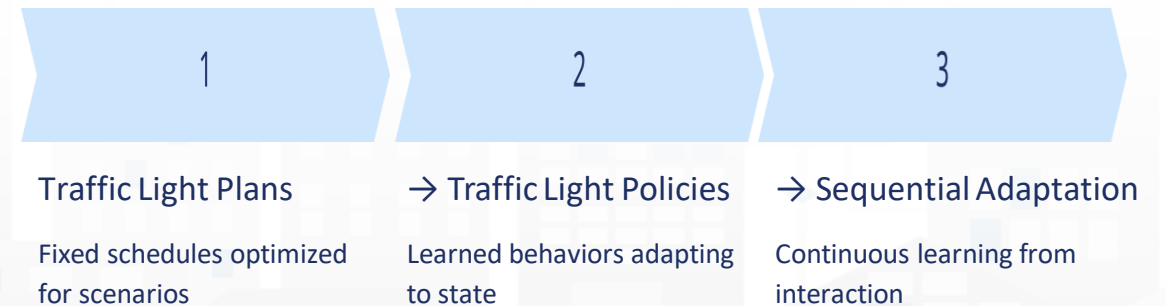 1
2
3
Traffic Light Plans
→ Traffic Light Policies
→ Sequential Adaptation
Fixed schedules optimized
for scenarios
Learned behaviors adapting
to state
Continuous learning from
interaction